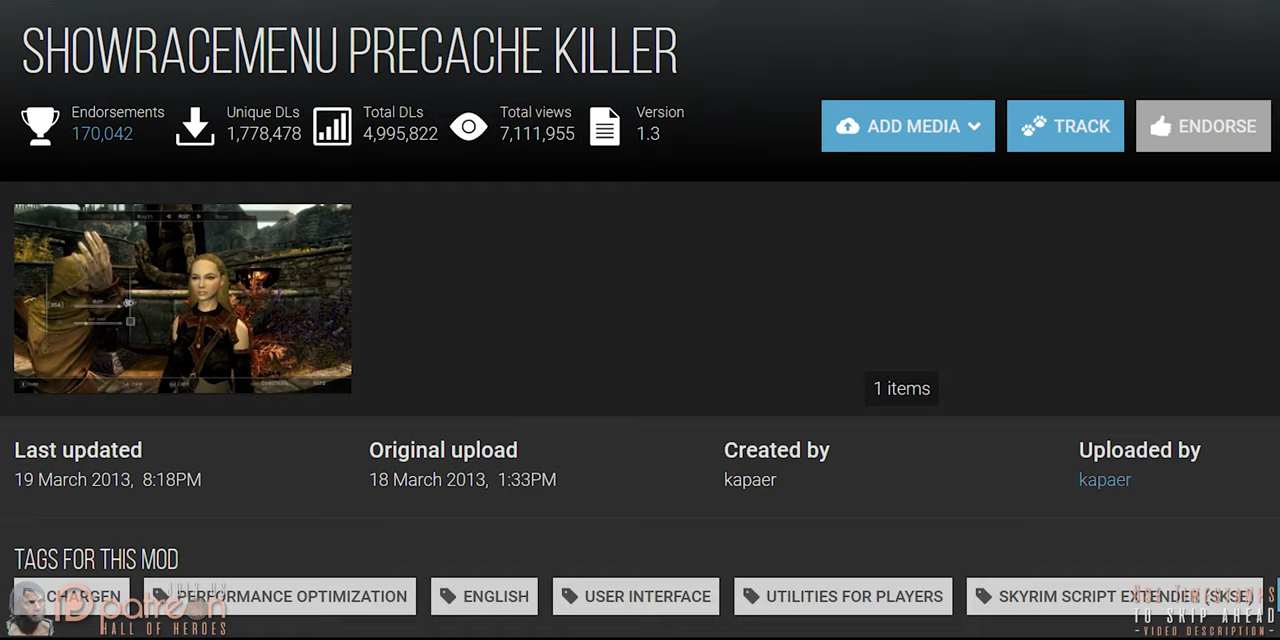 SHOWRACEMENU PRECACHE KILLER
Endorsements
170,042
Unique DLs
1,778,478
Total DLs
4,995,822
Total views
7,111,955
Version
1.3
ADD MEDIA
TRACK
ENDORSE
1 items
Last updated
19 March 2013, 8:18PM
Original upload
18 March 2013, 1:33PM
Created by
kapaer
Uploaded by
kapaer
TAGS FOR THIS MOD
CHARGEN
PERFORMANCE OPTIMIZATION
ENGLISH
USER INTERFACE
UTILITIES FOR PLAYERS
SKYRIM SCRIPT EXTENDER (SKSE)
patreon
HALL OF HEROES
TO SKIP AHEAD
-VIDEO DESCRIPTION-